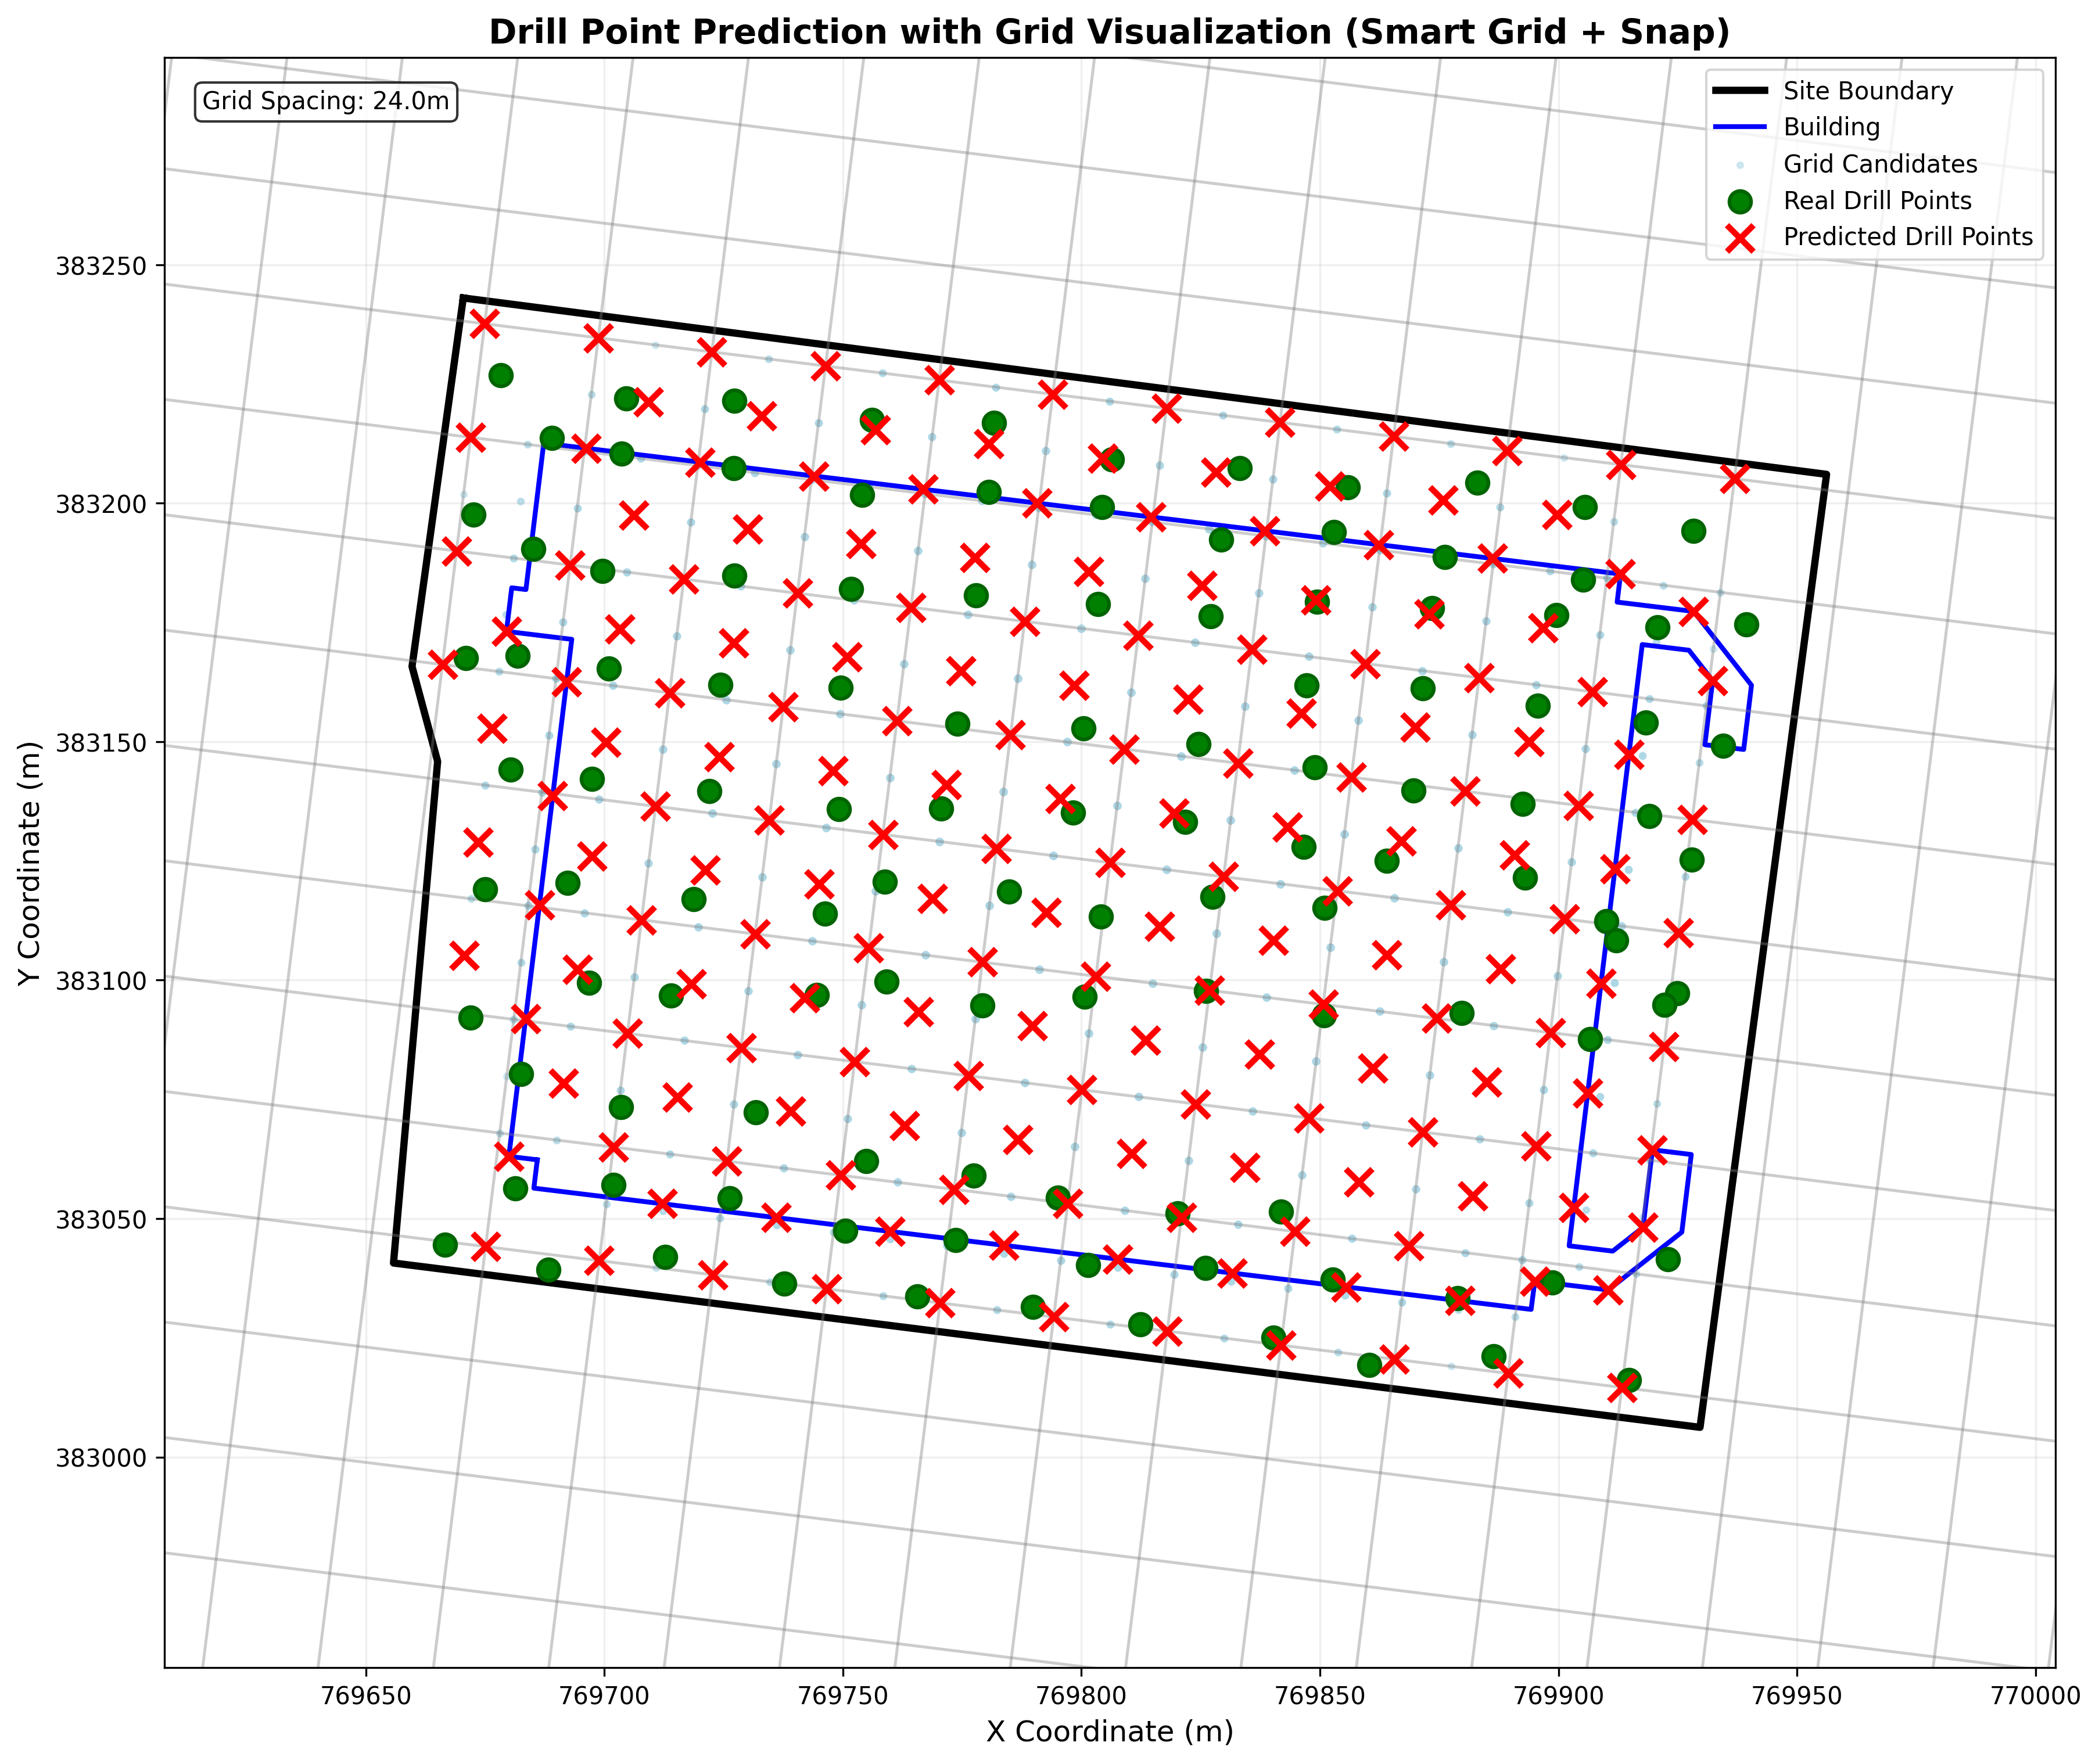 Drill Point Prediction with Grid Visualization (Smart Grid + Snap)
Grid Spacing: 24.0m
Site Boundary
Building
Grid Candidates
Real Drill Points
Predicted Drill Points
Y Coordinate (m)
383250
383200
383150
383100
383050
383000
769650
769700
769750
769800
769850
769900
769950
770000
X Coordinate (m)